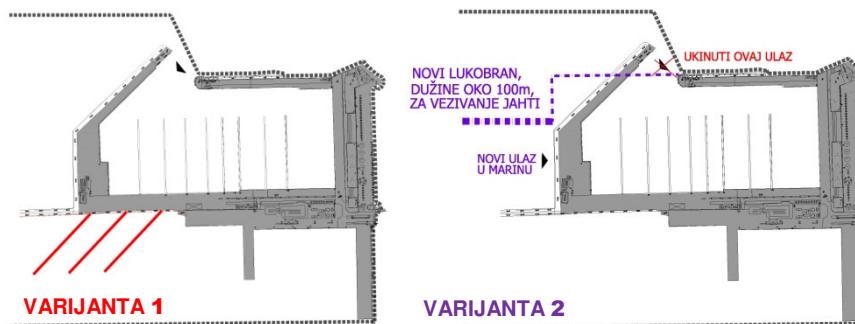 VARIJANTA 1
UKINUTI OVAJ ULAZ
NOVI LUKOBRAN,
DUŽINE OKO 100m,
ZA VEZIVANJE JAHTI
NOVI ULAZ
U MARINU
VARIJANTA 2